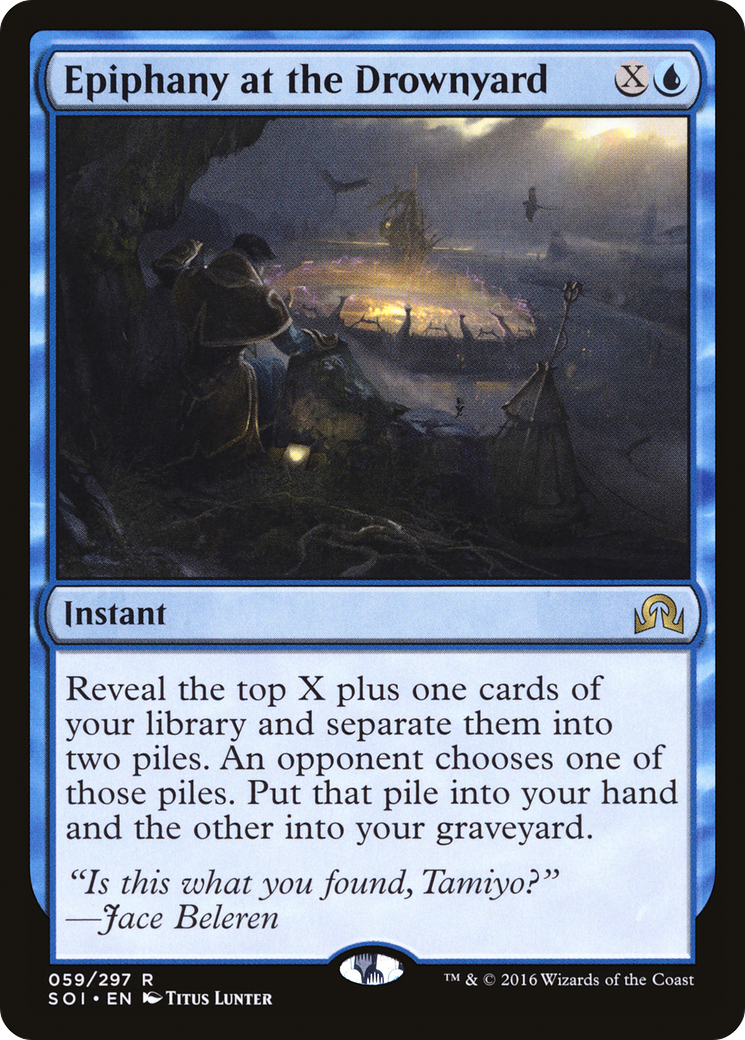 Epiphany at the Drownyard X
Instant
Reveal the top X plus one cards of
your library and separate them into
two piles. An opponent chooses one of
those piles. Put that pile into your hand
and the other into your graveyard.
“Is this what you found, Tamiyo?”
—Jace Beleren
059/297 R
SOI • EN Titus Lunter
™ & © 2016 Wizards of the Coast